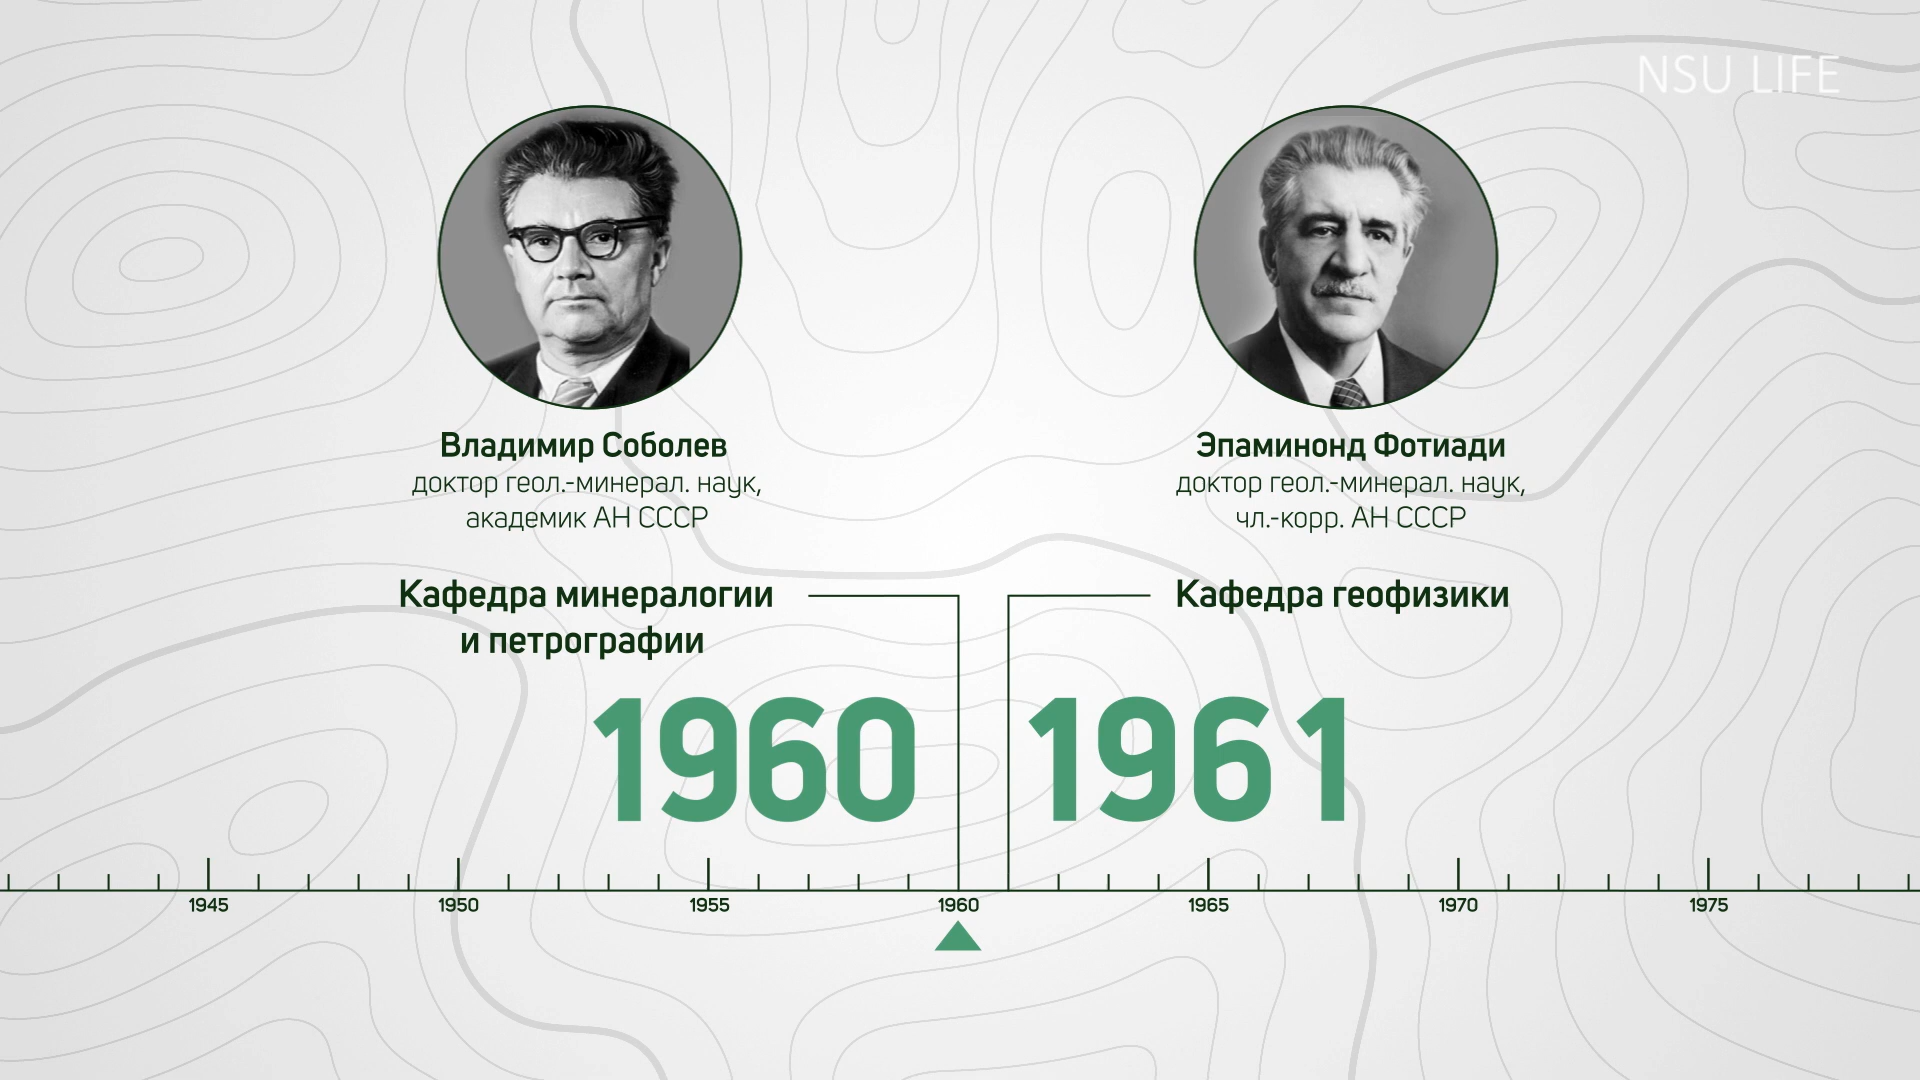 NSU LIFE
Владимир Соболев
доктор геол.-минерал. наук,
академик АН СССР
Эпаминонд Фотиади
доктор геол.-минерал. наук,
чл.-корр. АН СССР
Кафедра минералогии
и петрографии
Кафедра геофизики
1960
1961
1945 1950 1955 1960 1965 1970 1975